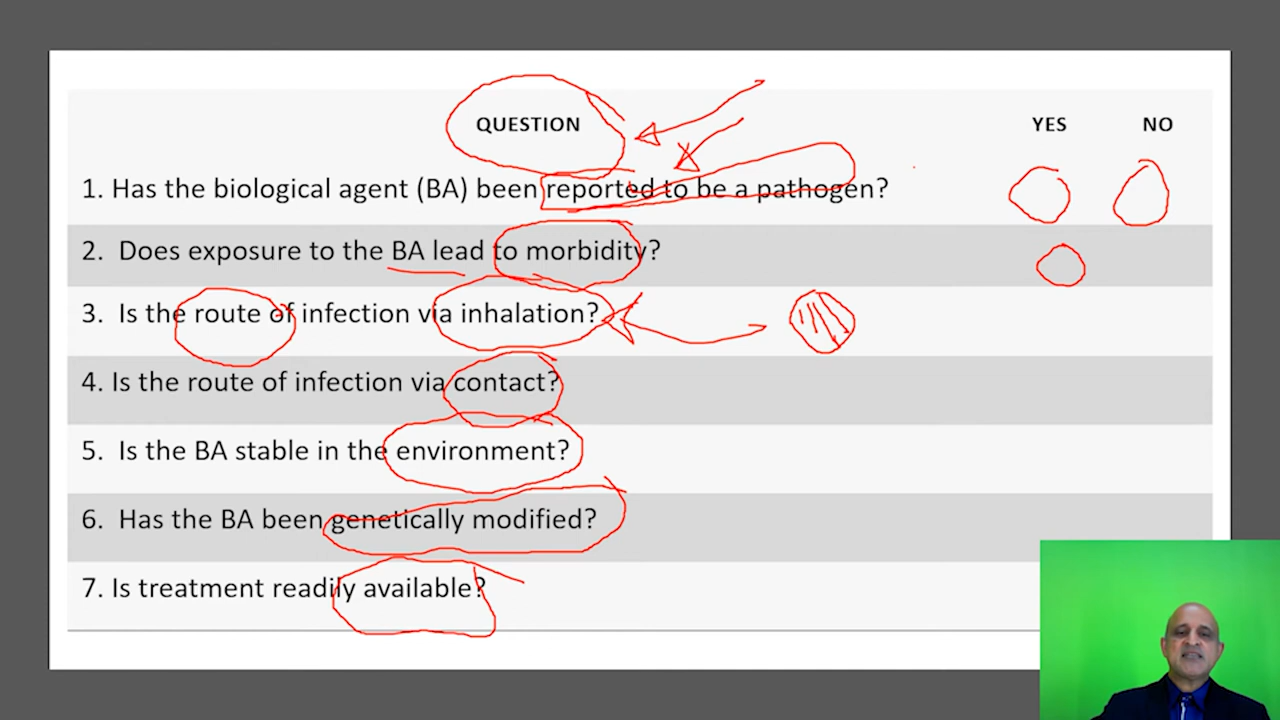 QUESTION YES NO
1. Has the biological agent (BA) been reported to be a pathogen?
2. Does exposure to the BA lead to morbidity?
3. Is the route of infection via inhalation?
4. Is the route of infection via contact?
5. Is the BA stable in the environment?
6. Has the BA been genetically modified?
7. Is treatment readily available?